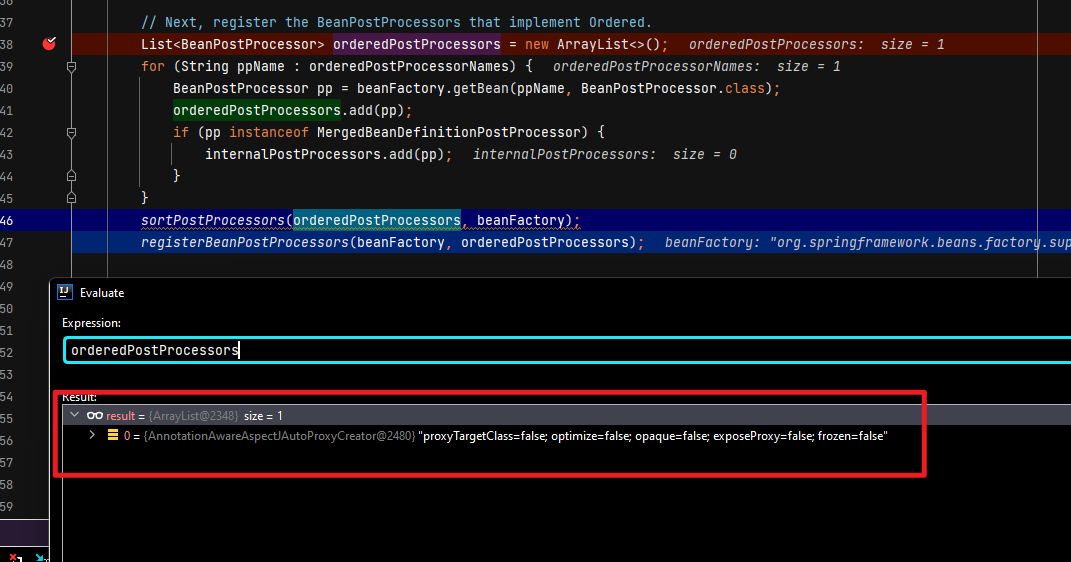 36
37 // Next, register the BeanPostProcessors that implement Ordered.
38 List<BeanPostProcessor> orderedPostProcessors = new ArrayList<>(); orderedPostProcessors: size = 1
39 for (String ppName : orderedPostProcessorNames) { orderedPostProcessorNames: size = 1
40 BeanPostProcessor pp = beanFactory.getBean(ppName, BeanPostProcessor.class);
41 orderedPostProcessors.add(pp);
42 if (pp instanceof MergedBeanDefinitionPostProcessor) {
43 internalPostProcessors.add(pp); internalPostProcessors: size = 0
44 }
45 }
46 sortPostProcessors(orderedPostProcessors, beanFactory);
47 registerBeanPostProcessors(beanFactory, orderedPostProcessors); beanFactory: "org.springframework.beans.factory.sup
48
49
50
51
52
53
54
55
56
57
58
59
IJ Evaluate
Expression:
orderedPostProcessors
Result:
result = {ArrayList@2348} size = 1
0 = {AnnotationAwareAspectJAutoProxyCreator@2480} "proxyTargetClass=false; optimize=false; opaque=false; exposeProxy=false; frozen=false"